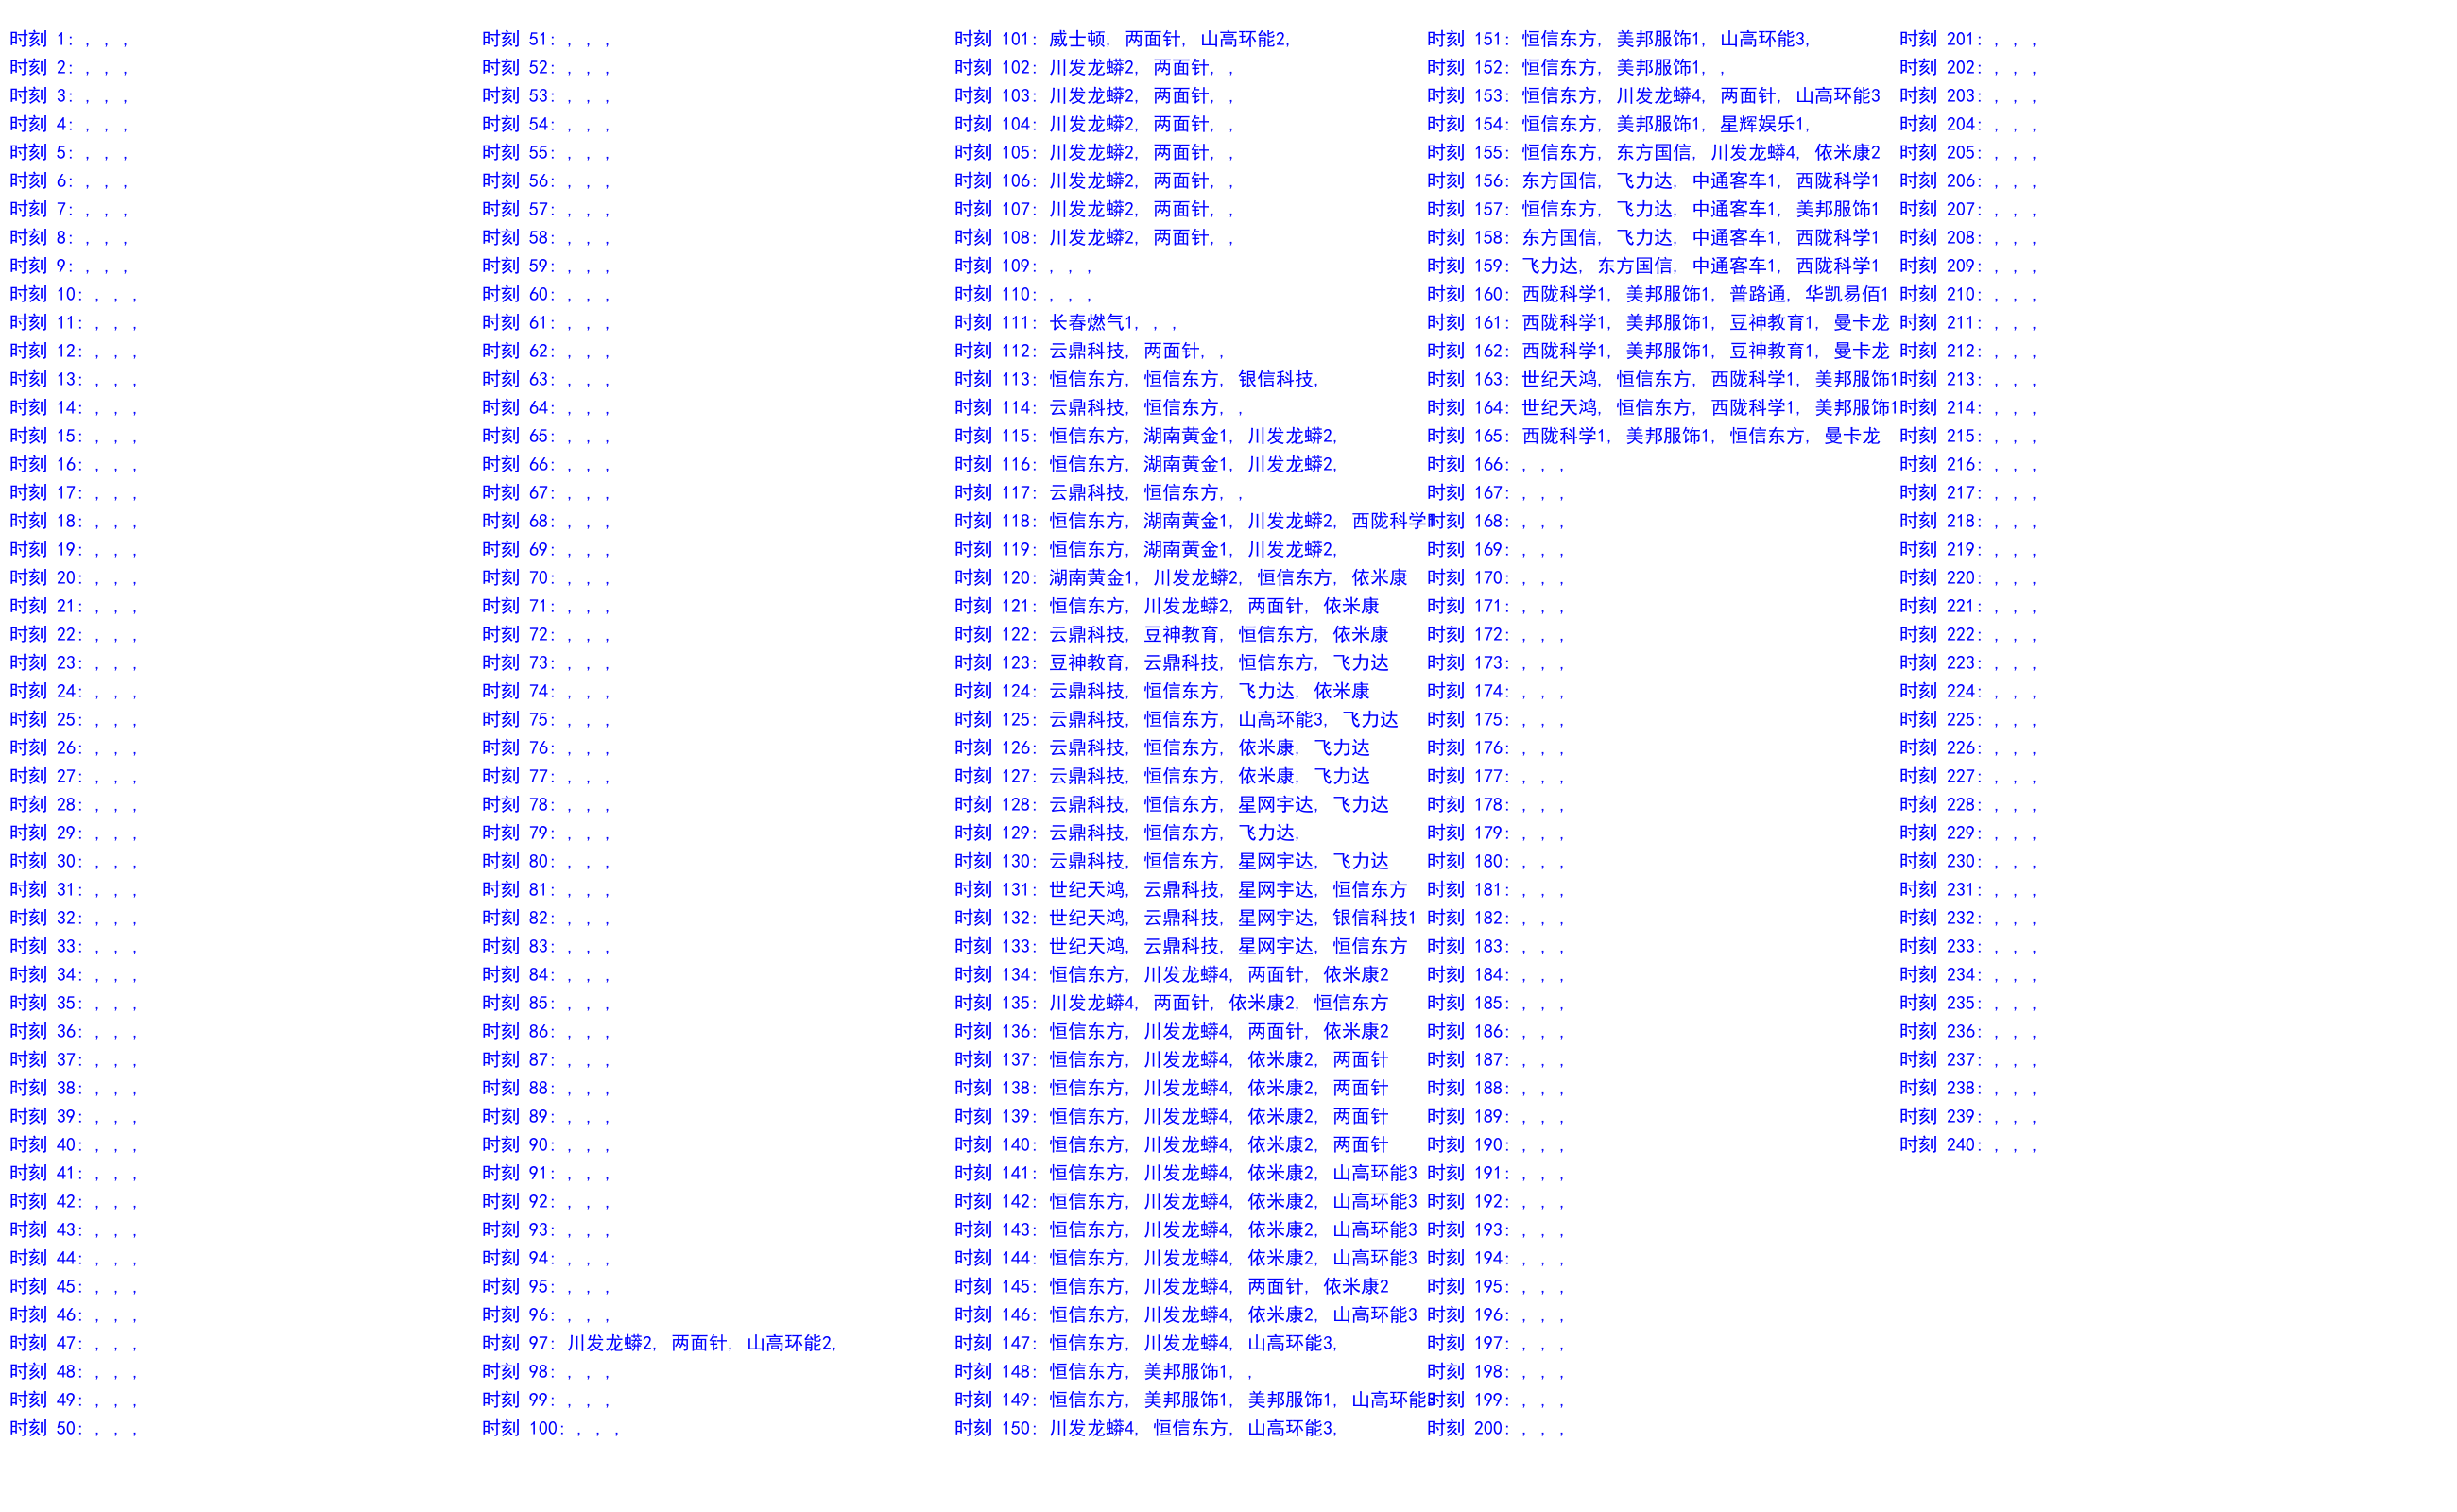 时刻 1: , , ,
时刻 2: , , ,
时刻 3: , , ,
时刻 4: , , ,
时刻 5: , , ,
时刻 6: , , ,
时刻 7: , , ,
时刻 8: , , ,
时刻 9: , , ,
时刻 10: , , ,
时刻 11: , , ,
时刻 12: , , ,
时刻 13: , , ,
时刻 14: , , ,
时刻 15: , , ,
时刻 16: , , ,
时刻 17: , , ,
时刻 18: , , ,
时刻 19: , , ,
时刻 20: , , ,
时刻 21: , , ,
时刻 22: , , ,
时刻 23: , , ,
时刻 24: , , ,
时刻 25: , , ,
时刻 26: , , ,
时刻 27: , , ,
时刻 28: , , ,
时刻 29: , , ,
时刻 30: , , ,
时刻 31: , , ,
时刻 32: , , ,
时刻 33: , , ,
时刻 34: , , ,
时刻 35: , , ,
时刻 36: , , ,
时刻 37: , , ,
时刻 38: , , ,
时刻 39: , , ,
时刻 40: , , ,
时刻 41: , , ,
时刻 42: , , ,
时刻 43: , , ,
时刻 44: , , ,
时刻 45: , , ,
时刻 46: , , ,
时刻 47: , , ,
时刻 48: , , ,
时刻 49: , , ,
时刻 50: , , ,
时刻 51: , , ,
时刻 52: , , ,
时刻 53: , , ,
时刻 54: , , ,
时刻 55: , , ,
时刻 56: , , ,
时刻 57: , , ,
时刻 58: , , ,
时刻 59: , , ,
时刻 60: , , ,
时刻 61: , , ,
时刻 62: , , ,
时刻 63: , , ,
时刻 64: , , ,
时刻 65: , , ,
时刻 66: , , ,
时刻 67: , , ,
时刻 68: , , ,
时刻 69: , , ,
时刻 70: , , ,
时刻 71: , , ,
时刻 72: , , ,
时刻 73: , , ,
时刻 74: , , ,
时刻 75: , , ,
时刻 76: , , ,
时刻 77: , , ,
时刻 78: , , ,
时刻 79: , , ,
时刻 80: , , ,
时刻 81: , , ,
时刻 82: , , ,
时刻 83: , , ,
时刻 84: , , ,
时刻 85: , , ,
时刻 86: , , ,
时刻 87: , , ,
时刻 88: , , ,
时刻 89: , , ,
时刻 90: , , ,
时刻 91: , , ,
时刻 92: , , ,
时刻 93: , , ,
时刻 94: , , ,
时刻 95: , , ,
时刻 96: , , ,
时刻 97: 川发龙蟒2, 两面针, 山高环能2,
时刻 98: , , ,
时刻 99: , , ,
时刻 100: , , ,
时刻 101: 威士顿, 两面针, 山高环能2,
时刻 102: 川发龙蟒2, 两面针, ,
时刻 103: 川发龙蟒2, 两面针, ,
时刻 104: 川发龙蟒2, 两面针, ,
时刻 105: 川发龙蟒2, 两面针, ,
时刻 106: 川发龙蟒2, 两面针, ,
时刻 107: 川发龙蟒2, 两面针, ,
时刻 108: 川发龙蟒2, 两面针, ,
时刻 109: , , ,
时刻 110: , , ,
时刻 111: 长春燃气1, , ,
时刻 112: 云鼎科技, 两面针, ,
时刻 113: 恒信东方, 恒信东方, 银信科技,
时刻 114: 云鼎科技, 恒信东方, ,
时刻 115: 恒信东方, 湖南黄金1, 川发龙蟒2,
时刻 116: 恒信东方, 湖南黄金1, 川发龙蟒2,
时刻 117: 云鼎科技, 恒信东方, ,
时刻 118: 恒信东方, 湖南黄金1, 川发龙蟒2, 西陇科学
时刻 119: 恒信东方, 湖南黄金1, 川发龙蟒2,
时刻 120: 湖南黄金1, 川发龙蟒2, 恒信东方, 依米康
时刻 121: 恒信东方, 川发龙蟒2, 两面针, 依米康
时刻 122: 云鼎科技, 豆神教育, 恒信东方, 依米康
时刻 123: 豆神教育, 云鼎科技, 恒信东方, 飞力达
时刻 124: 云鼎科技, 恒信东方, 飞力达, 依米康
时刻 125: 云鼎科技, 恒信东方, 山高环能3, 飞力达
时刻 126: 云鼎科技, 恒信东方, 依米康, 飞力达
时刻 127: 云鼎科技, 恒信东方, 依米康, 飞力达
时刻 128: 云鼎科技, 恒信东方, 星网宇达, 飞力达
时刻 129: 云鼎科技, 恒信东方, 飞力达,
时刻 130: 云鼎科技, 恒信东方, 星网宇达, 飞力达
时刻 131: 世纪天鸿, 云鼎科技, 星网宇达, 恒信东方
时刻 132: 世纪天鸿, 云鼎科技, 星网宇达, 银信科技1
时刻 133: 世纪天鸿, 云鼎科技, 星网宇达, 恒信东方
时刻 134: 恒信东方, 川发龙蟒4, 两面针, 依米康2
时刻 135: 川发龙蟒4, 两面针, 依米康2, 恒信东方
时刻 136: 恒信东方, 川发龙蟒4, 两面针, 依米康2
时刻 137: 恒信东方, 川发龙蟒4, 依米康2, 两面针
时刻 138: 恒信东方, 川发龙蟒4, 依米康2, 两面针
时刻 139: 恒信东方, 川发龙蟒4, 依米康2, 两面针
时刻 140: 恒信东方, 川发龙蟒4, 依米康2, 两面针
时刻 141: 恒信东方, 川发龙蟒4, 依米康2, 山高环能3
时刻 142: 恒信东方, 川发龙蟒4, 依米康2, 山高环能3
时刻 143: 恒信东方, 川发龙蟒4, 依米康2, 山高环能3
时刻 144: 恒信东方, 川发龙蟒4, 依米康2, 山高环能3
时刻 145: 恒信东方, 川发龙蟒4, 两面针, 依米康2
时刻 146: 恒信东方, 川发龙蟒4, 依米康2, 山高环能3
时刻 147: 恒信东方, 川发龙蟒4, 山高环能3,
时刻 148: 恒信东方, 美邦服饰1, ,
时刻 149: 恒信东方, 美邦服饰1, 美邦服饰1, 山高环能
时刻 150: 川发龙蟒4, 恒信东方, 山高环能3,
时刻 151: 恒信东方, 美邦服饰1, 山高环能3,
时刻 152: 恒信东方, 美邦服饰1, ,
时刻 153: 恒信东方, 川发龙蟒4, 两面针, 山高环能3
时刻 154: 恒信东方, 美邦服饰1, 星辉娱乐1,
时刻 155: 恒信东方, 东方国信, 川发龙蟒4, 依米康2
时刻 156: 东方国信, 飞力达, 中通客车1, 西陇科学1
时刻 157: 恒信东方, 飞力达, 中通客车1, 美邦服饰1
时刻 158: 东方国信, 飞力达, 中通客车1, 西陇科学1
时刻 159: 飞力达, 东方国信, 中通客车1, 西陇科学1
时刻 160: 西陇科学1, 美邦服饰1, 普路通, 华凯易佰1
时刻 161: 西陇科学1, 美邦服饰1, 豆神教育1, 曼卡龙
时刻 162: 西陇科学1, 美邦服饰1, 豆神教育1, 曼卡龙
时刻 163: 世纪天鸿, 恒信东方, 西陇科学1, 美邦服饰1
时刻 164: 世纪天鸿, 恒信东方, 西陇科学1, 美邦服饰1
时刻 165: 西陇科学1, 美邦服饰1, 恒信东方, 曼卡龙
时刻 166: , , ,
时刻 167: , , ,
时刻 168: , , ,
时刻 169: , , ,
时刻 170: , , ,
时刻 171: , , ,
时刻 172: , , ,
时刻 173: , , ,
时刻 174: , , ,
时刻 175: , , ,
时刻 176: , , ,
时刻 177: , , ,
时刻 178: , , ,
时刻 179: , , ,
时刻 180: , , ,
时刻 181: , , ,
时刻 182: , , ,
时刻 183: , , ,
时刻 184: , , ,
时刻 185: , , ,
时刻 186: , , ,
时刻 187: , , ,
时刻 188: , , ,
时刻 189: , , ,
时刻 190: , , ,
时刻 191: , , ,
时刻 192: , , ,
时刻 193: , , ,
时刻 194: , , ,
时刻 195: , , ,
时刻 196: , , ,
时刻 197: , , ,
时刻 198: , , ,
时刻 199: , , ,
时刻 200: , , ,
时刻 201: , , ,
时刻 202: , , ,
时刻 203: , , ,
时刻 204: , , ,
时刻 205: , , ,
时刻 206: , , ,
时刻 207: , , ,
时刻 208: , , ,
时刻 209: , , ,
时刻 210: , , ,
时刻 211: , , ,
时刻 212: , , ,
时刻 213: , , ,
时刻 214: , , ,
时刻 215: , , ,
时刻 216: , , ,
时刻 217: , , ,
时刻 218: , , ,
时刻 219: , , ,
时刻 220: , , ,
时刻 221: , , ,
时刻 222: , , ,
时刻 223: , , ,
时刻 224: , , ,
时刻 225: , , ,
时刻 226: , , ,
时刻 227: , , ,
时刻 228: , , ,
时刻 229: , , ,
时刻 230: , , ,
时刻 231: , , ,
时刻 232: , , ,
时刻 233: , , ,
时刻 234: , , ,
时刻 235: , , ,
时刻 236: , , ,
时刻 237: , , ,
时刻 238: , , ,
时刻 239: , , ,
时刻 240: , , ,